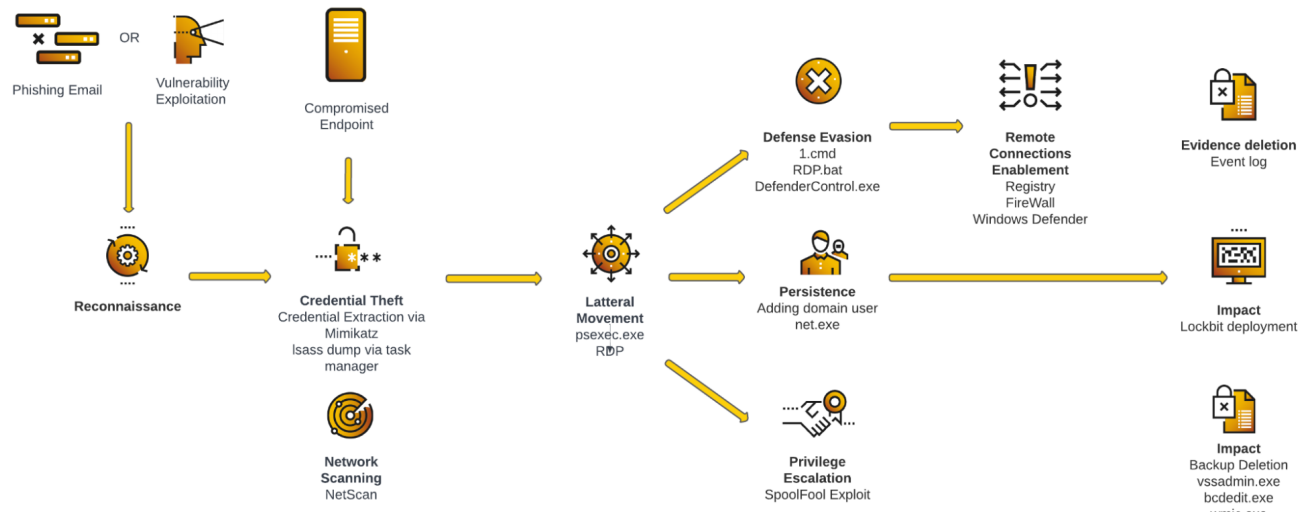 OR
Phishing Email
Vulnerability
Exploitation
Compromised
Endpoint
Reconnaissance
**
Credential Theft
Credential Extraction via
Mimikatz
lsass dump via task
manager
Network
Scanning
NetScan
Latteral
Movement
psexec.exe
RDP
Defense Evasion
1.cmd
RDP.bat
DefenderControl.exe
Remote
Connections
Enablement
Registry
FireWall
Windows Defender
Persistence
Adding domain user
net.exe
Privilege
Escalation
SpoolFool Exploit
Evidence deletion
Event log
Impact
Lockbit deployment
Impact
Backup Deletion
vssadmin.exe
bcdedit.exe